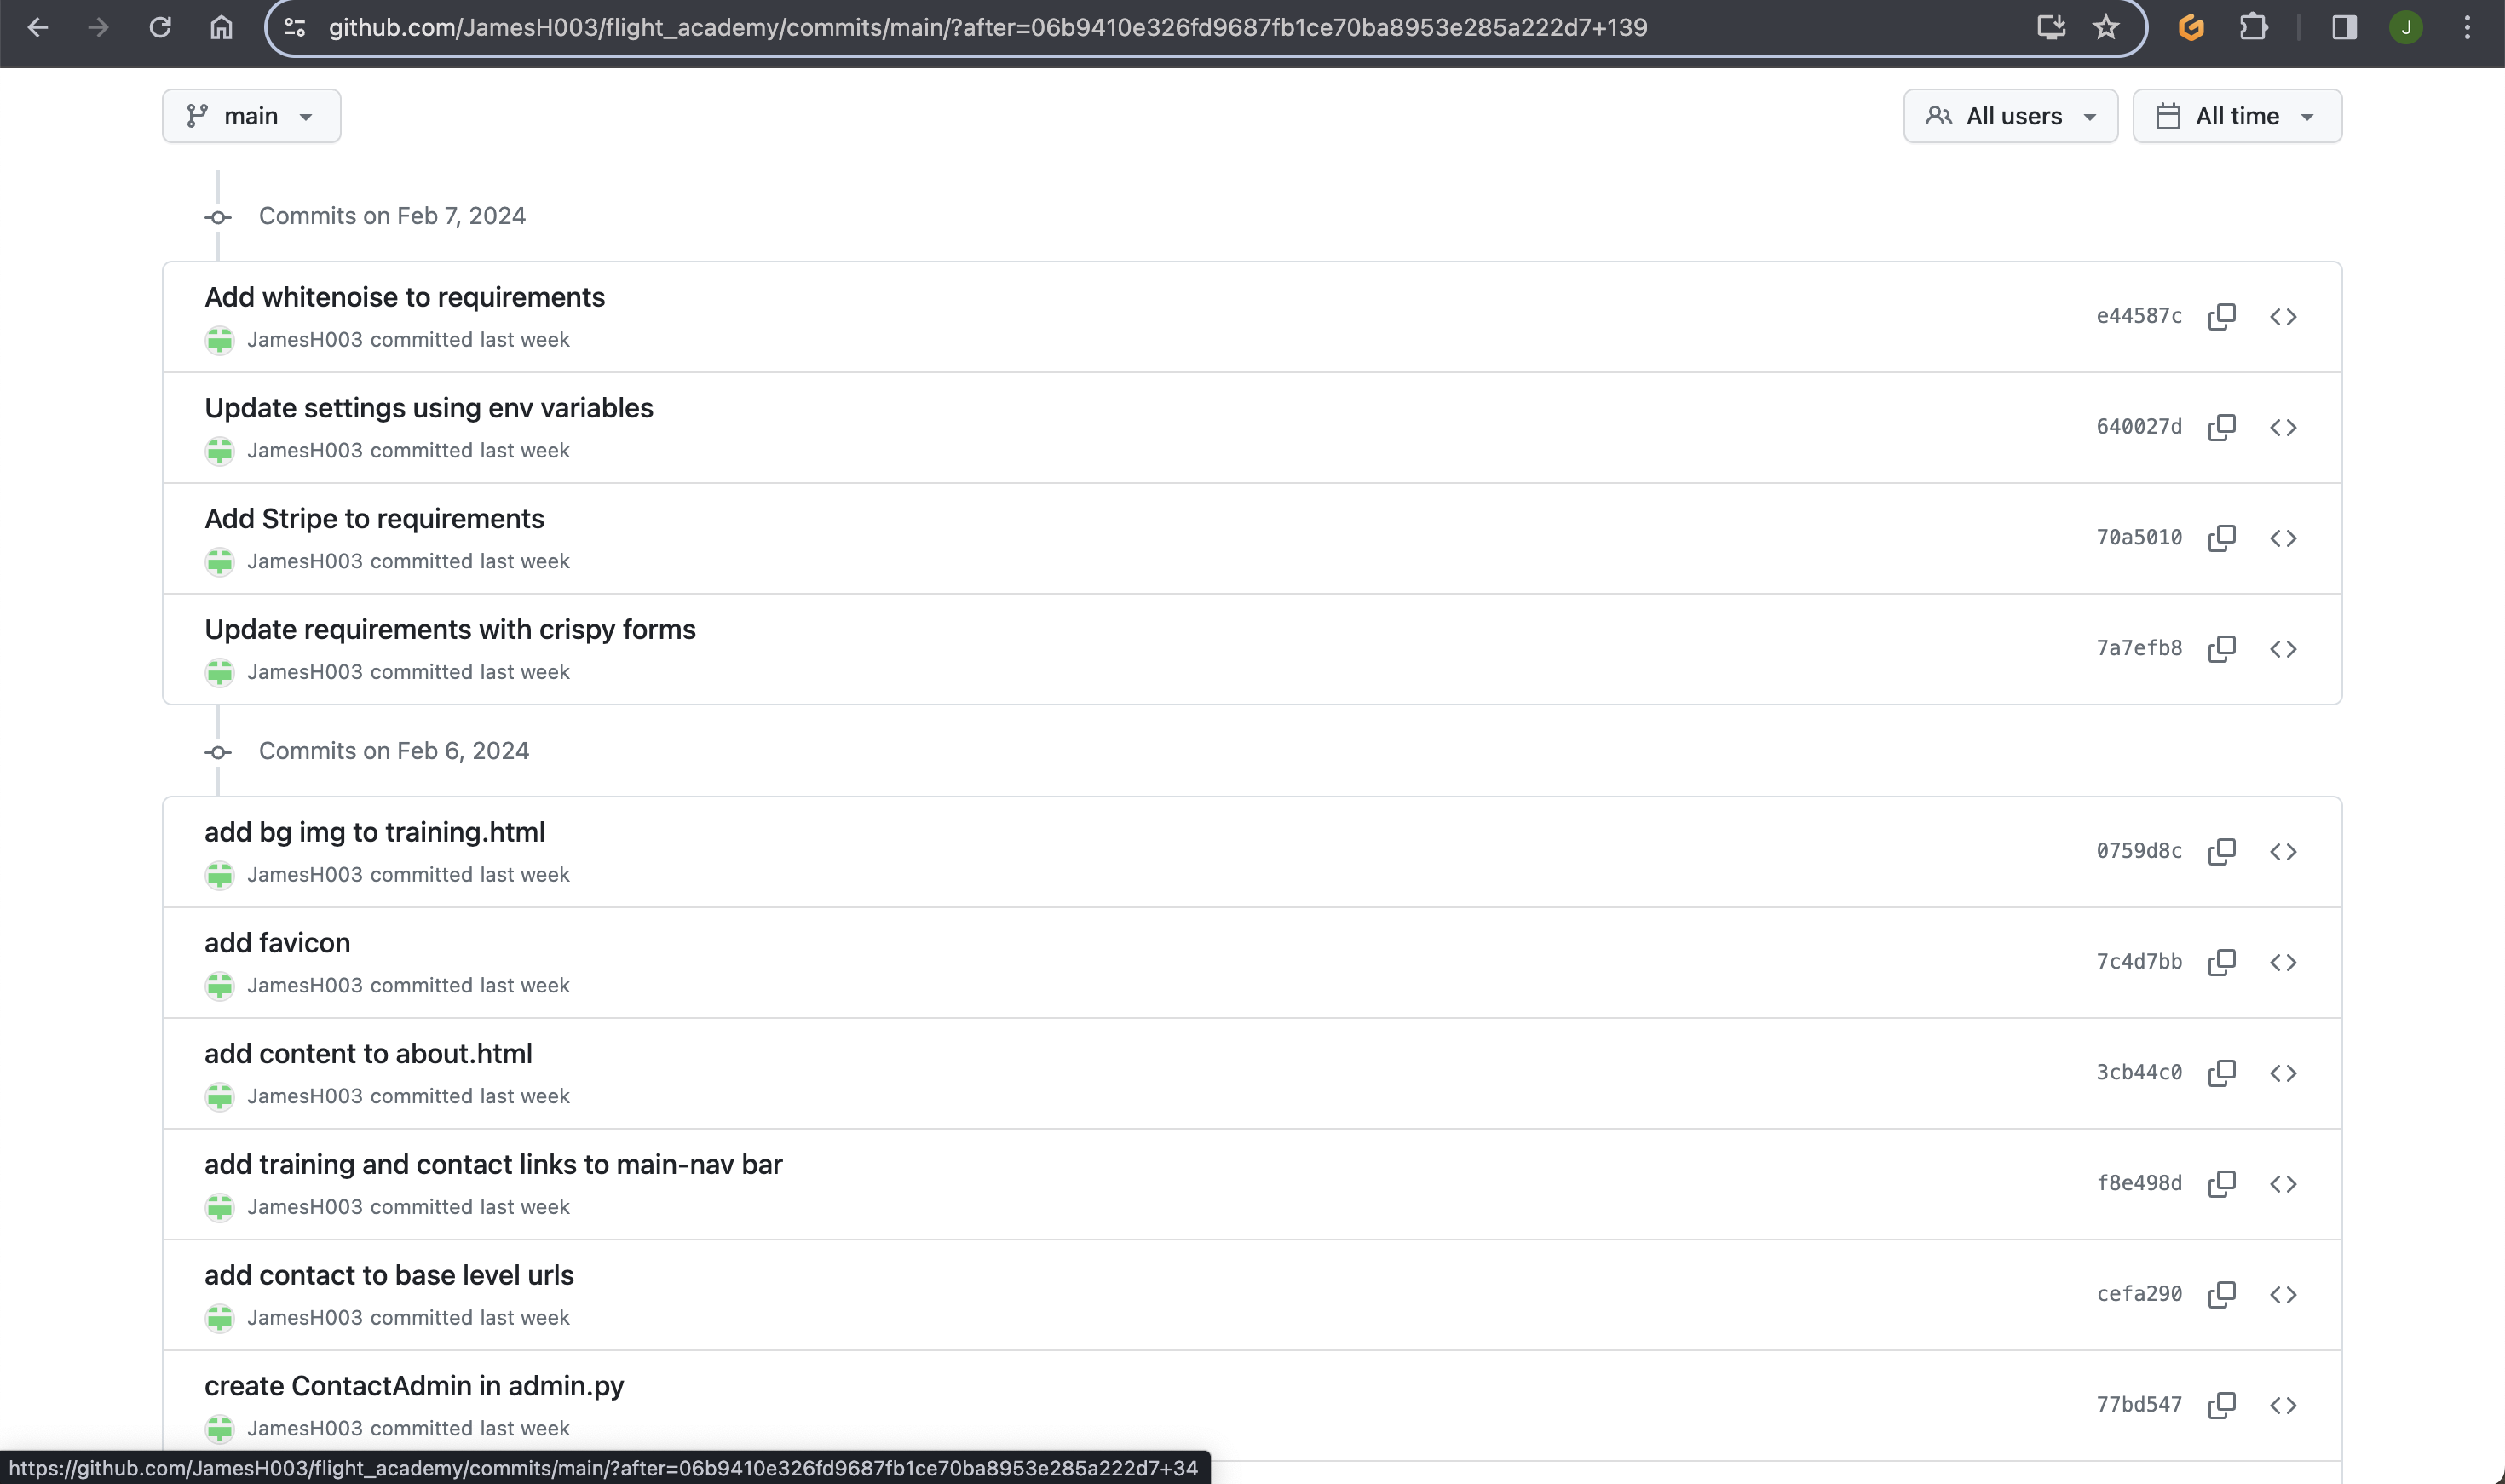 github.com/JamesH003/flight_academy/commits/main/?after=06b9410e326fd9687fb1ce70ba8953e285a222d7+139
J
main
All users
All time
Commits on Feb 7, 2024
Add whitenoise to requirements
JamesH003 committed last week
e44587c
Update settings using env variables
JamesH003 committed last week
640027d
Add Stripe to requirements
JamesH003 committed last week
70a5010
Update requirements with crispy forms
JamesH003 committed last week
7a7efb8
Commits on Feb 6, 2024
add bg img to training.html
JamesH003 committed last week
0759d8c
add favicon
JamesH003 committed last week
7c4d7bb
add content to about.html
JamesH003 committed last week
3cb44c0
add training and contact links to main-nav bar
JamesH003 committed last week
f8e498d
add contact to base level urls
JamesH003 committed last week
cefa290
create ContactAdmin in admin.py
JamesH003 committed last week
77bd547
https://github.com/JamesH003/flight_academy/commits/main/?after=06b9410e326fd9687fb1ce70ba8953e285a222d7+34